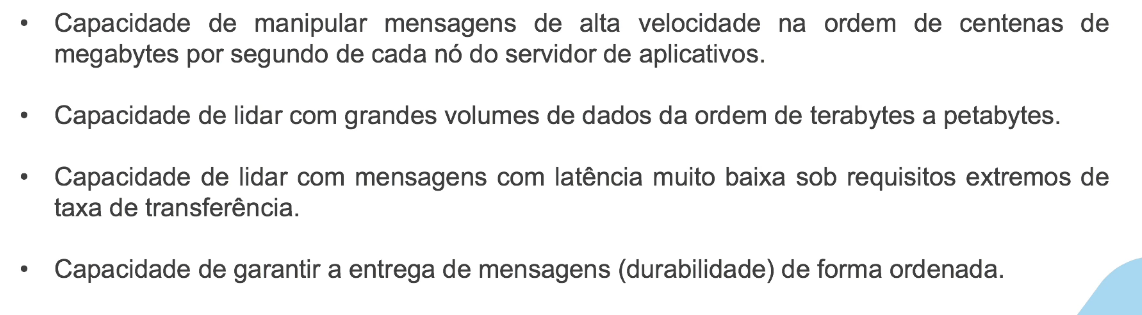 • Capacidade de manipular mensagens de alta velocidade na ordem de centenas de
megabytes por segundo de cada nó do servidor de aplicativos.
• Capacidade de lidar com grandes volumes de dados da ordem de terabytes a petabytes.
• Capacidade de lidar com mensagens com latência muito baixa sob requisitos extremos de
taxa de transferência.
• Capacidade de garantir a entrega de mensagens (durabilidade) de forma ordenada.